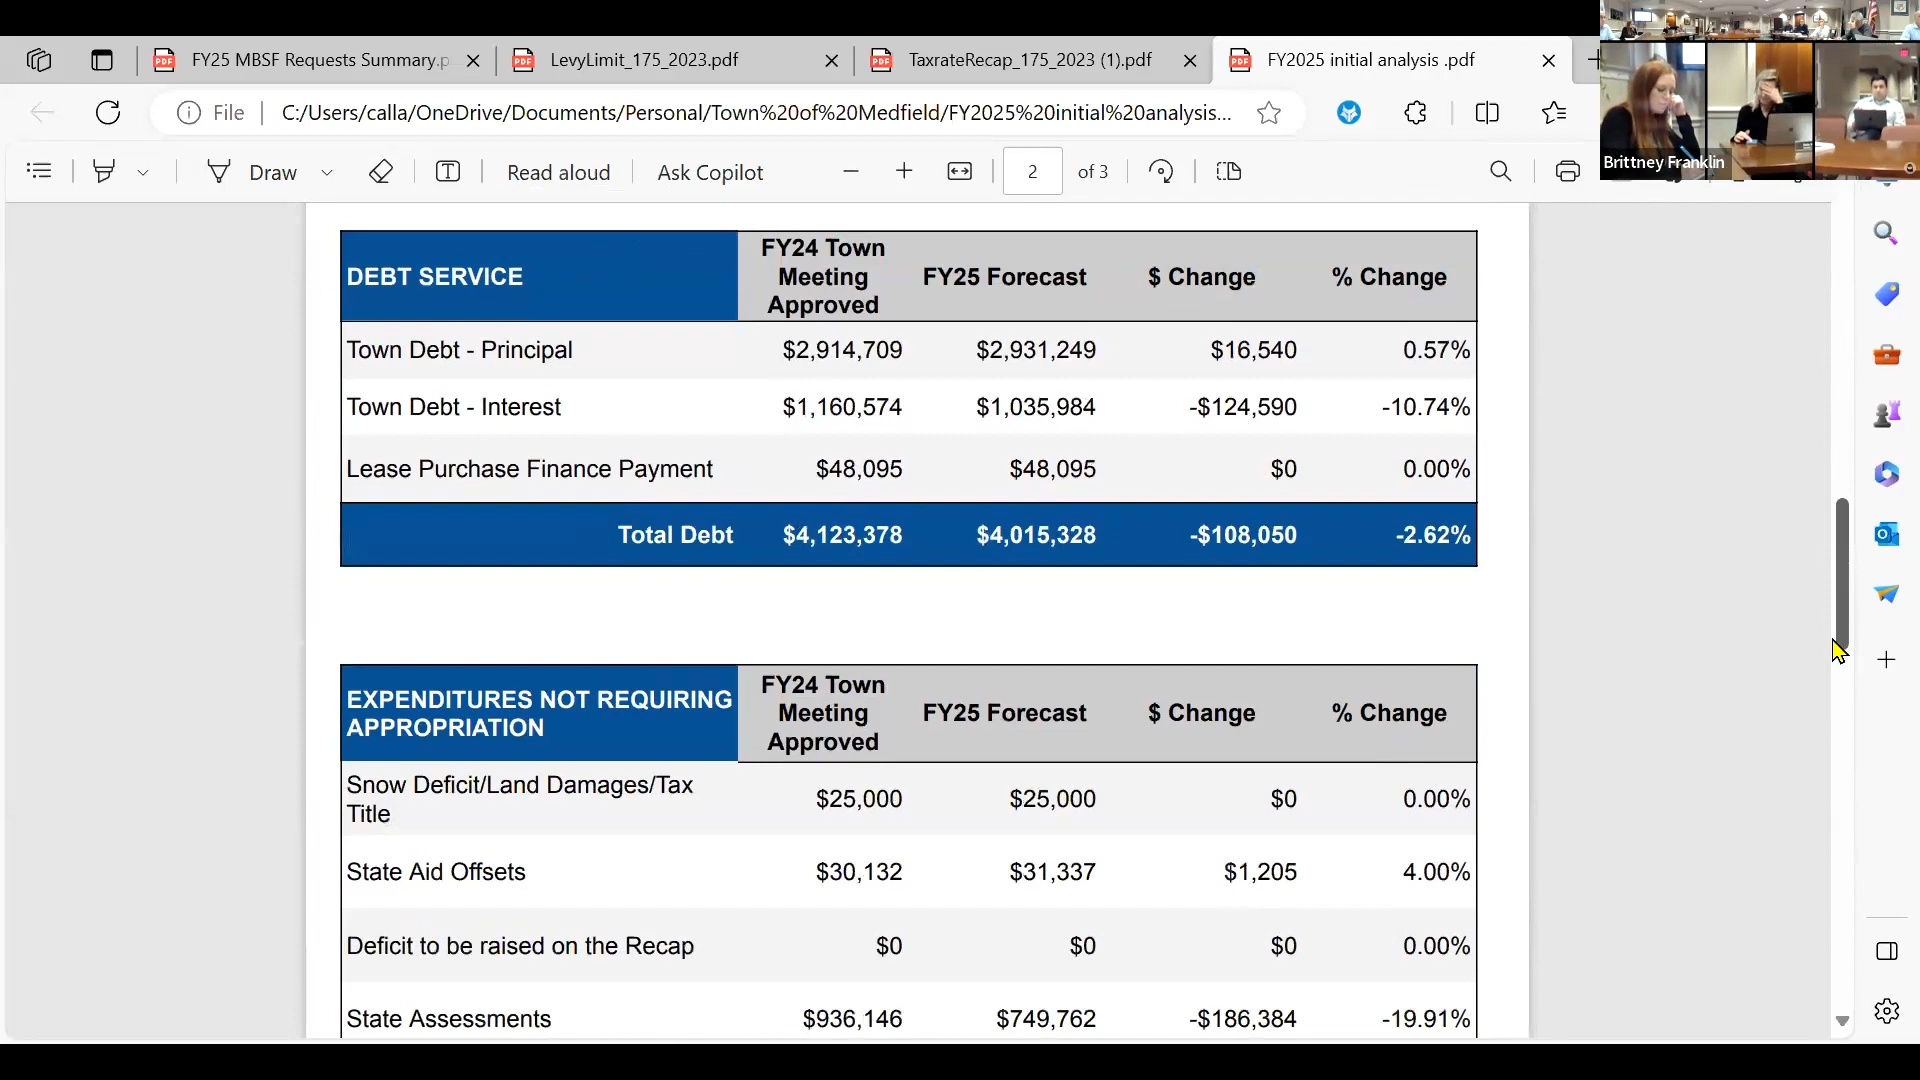 FY25 MBSF Requests Summary.p
LevyLimit_175_2023.pdf
TaxrateRecap_175_2023 (1).pdf
FY2025 initial analysis .pdf
File
C:/Users/calla/OneDrive/Documents/Personal/Town%20of%20Medfield/FY2025%20initial%20analysis...
Brittney Franklin
Draw
Read aloud
Ask Copilot
2
of 3
DEBT SERVICE
FY24 Town
Meeting
Approved
FY25 Forecast
$ Change
% Change
Town Debt - Principal $2,914,709 $2,931,249 $16,540 0.57%
Town Debt - Interest $1,160,574 $1,035,984 -$124,590 -10.74%
Lease Purchase Finance Payment $48,095 $48,095 $0 0.00%
Total Debt $4,123,378 $4,015,328 -$108,050 -2.62%
EXPENDITURES NOT REQUIRING
APPROPRIATION
FY24 Town
Meeting
Approved
FY25 Forecast
$ Change
% Change
Snow Deficit/Land Damages/Tax
Title
$25,000 $25,000 $0 0.00%
State Aid Offsets $30,132 $31,337 $1,205 4.00%
Deficit to be raised on the Recap $0 $0 $0 0.00%
State Assessments $936,146 $749,762 -$186,384 -19.91%